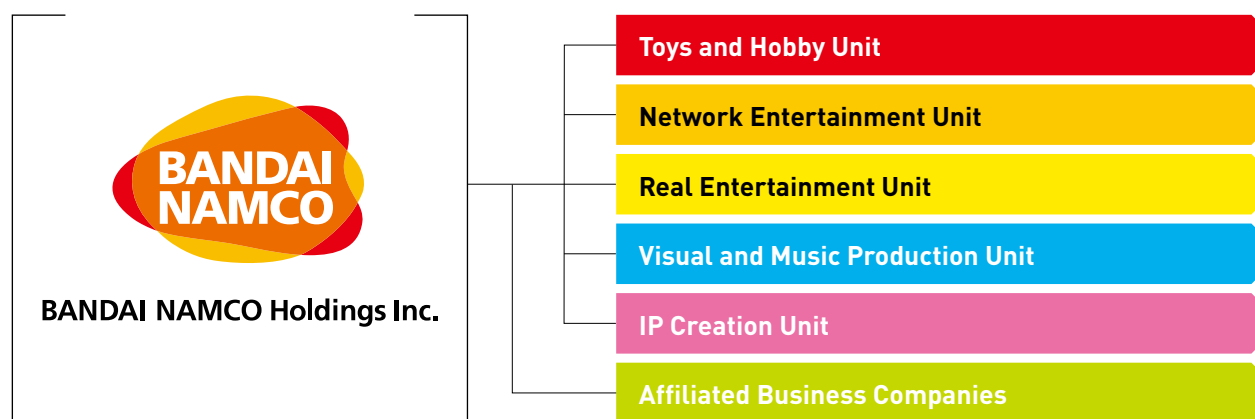 BANDAI
NAMCO
BANDAI NAMCO Holdings Inc.
Toys and Hobby Unit
Network Entertainment Unit
Real Entertainment Unit
Visual and Music Production Unit
IP Creation Unit
Affiliated Business Companies